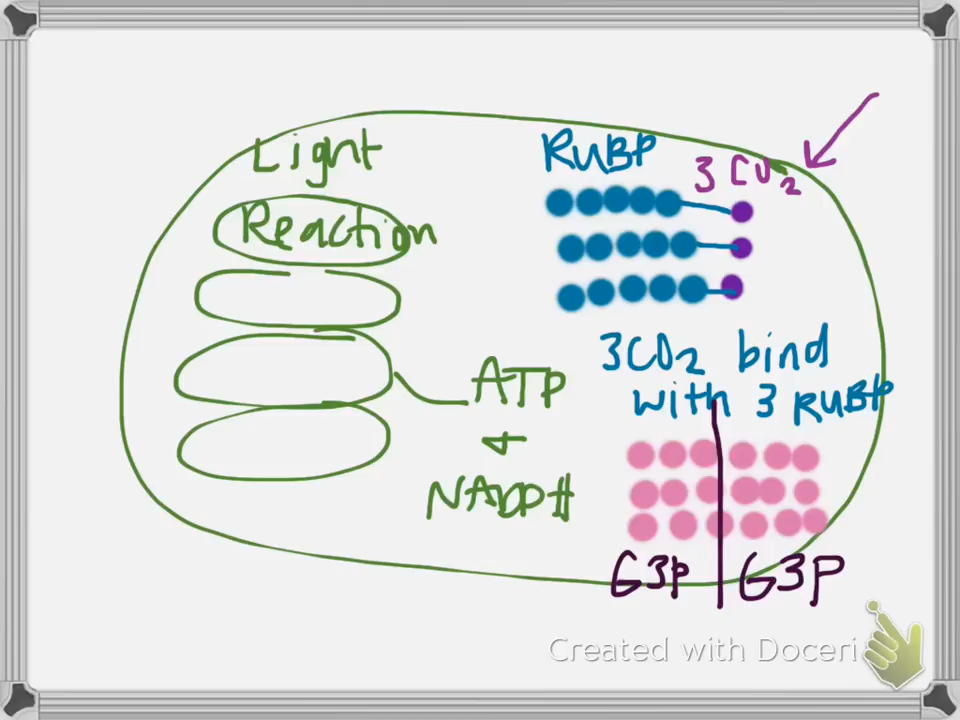 Light
Reaction
RUBP
3 CO2
3CO2 bind
with 3 RUBP
ATP
+
NADPH
G3P G3P
Created with Doceri